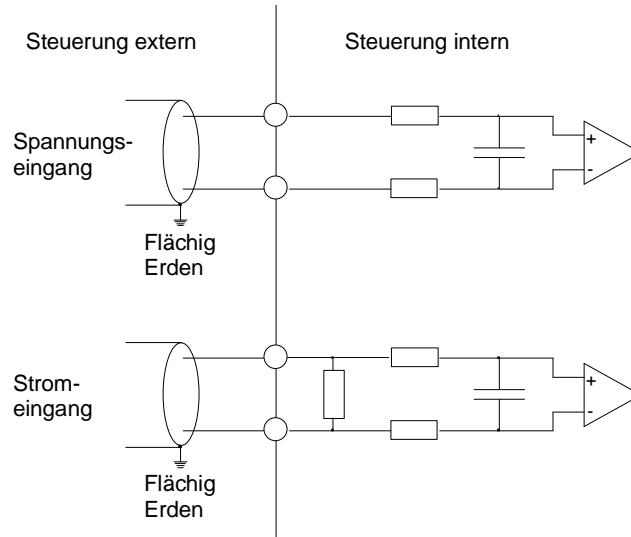 Steuerung extern
Steuerung intern
Spannungs-
eingang
+
-
Flächig
Erden
Strom-
eingang
+
-
Flächig
Erden